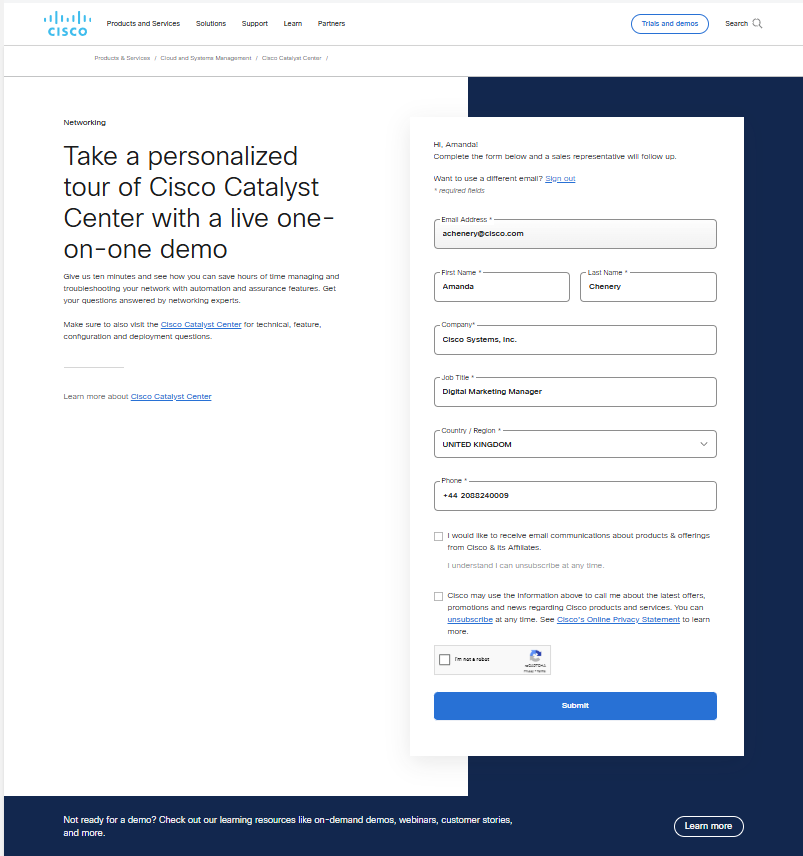 CISCO
Products and Services Solutions Support Learn Partners
Trials and demos Search
Products & Services / Cloud and Systems Management / Cisco Catalyst Center /
Networking
Take a personalized
tour of Cisco Catalyst
Center with a live one-
on-one demo
Give us ten minutes and see how you can save hours of time managing and
troubleshooting your network with automation and assurance features. Get
your questions answered by networking experts.
Make sure to also visit the Cisco Catalyst Center for technical, feature,
configuration and deployment questions.
Learn more about Cisco Catalyst Center
Hi, Amanda!
Complete the form below and a sales representative will follow up.
Want to use a different email? Sign out
* required fields
Email Address *
achenery@cisco.com
First Name *
Amanda
Last Name *
Chenery
Company*
Cisco Systems, Inc.
Job Title *
Digital Marketing Manager
Country / Region *
UNITED KINGDOM
Phone *
+44 2088240009
I would like to receive email communications about products & offerings
from Cisco & its Affiliates.
I understand I can unsubscribe at any time.
Cisco may use the information above to call me about the latest offers,
promotions and news regarding Cisco products and services. You can
unsubscribe at any time. See Cisco's Online Privacy Statement to learn
more.
I'm not a robot
reCAPTCHA
Privacy - Terms
Submit
Not ready for a demo? Check out our learning resources like on-demand demos, webinars, customer stories,
and more.
Learn more